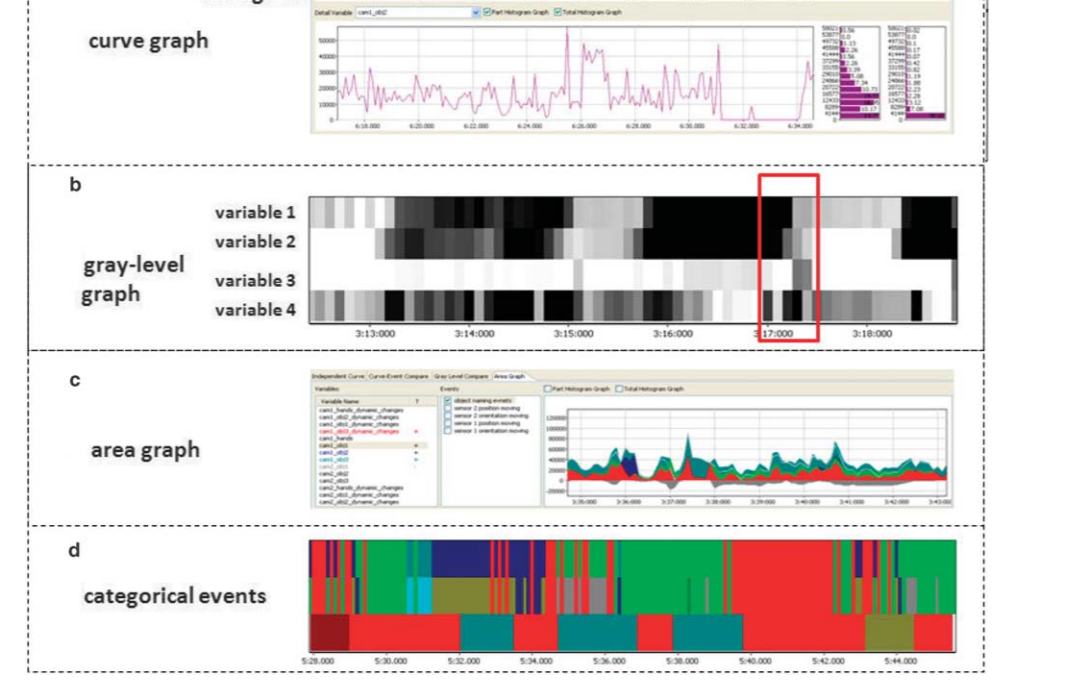 curve graph
Detail Variable cam1_obj2 Part Histogram Graph Total Histogram Graph
50000
40000
30000
20000
10000
0
6:18.000 6:20.000 6:22.000 6:24.000 6:26.000 6:28.000 6:30.000 6:32.000 6:34.000
b
gray-level
graph
variable 1
variable 2
variable 3
variable 4
3:13:000 3:14:000 3:15:000 3:16:000 3:17:000 3:18:000
c
area graph
Independent Curve Curve-Event Compare Gray Level Compare Area Graph
Variables Events Part Histogram Graph Total Histogram Graph
Variable Name ?
cam1_hands_dynamic_changes
cam1_obj2_dynamic_changes
cam1_obj1_dynamic_changes
cam1_obj3_dynamic_changes
cam1_hands
cam1_obj1
cam1_obj2
cam1_obj3
cam2_obj1
cam2_obj2
cam2_obj3
cam2_hands_dynamic_changes
cam2_obj1_dynamic_changes
cam2_obj2_dynamic_changes
object naming events
sensor 2 position moving
sensor 2 orientation moving
sensor 1 position moving
sensor 1 orientation moving
120000
100000
80000
60000
40000
20000
0
-20000
3:35:000 3:36:000 3:37:000 3:38:000 3:39:000 3:40:000 3:41:000 3:42:000 3:43:00
d
categorical events
5:28.000 5:30.000 5:32.000 5:34.000 5:36.000 5:38.000 5:40.000 5:42.000 5:44.000